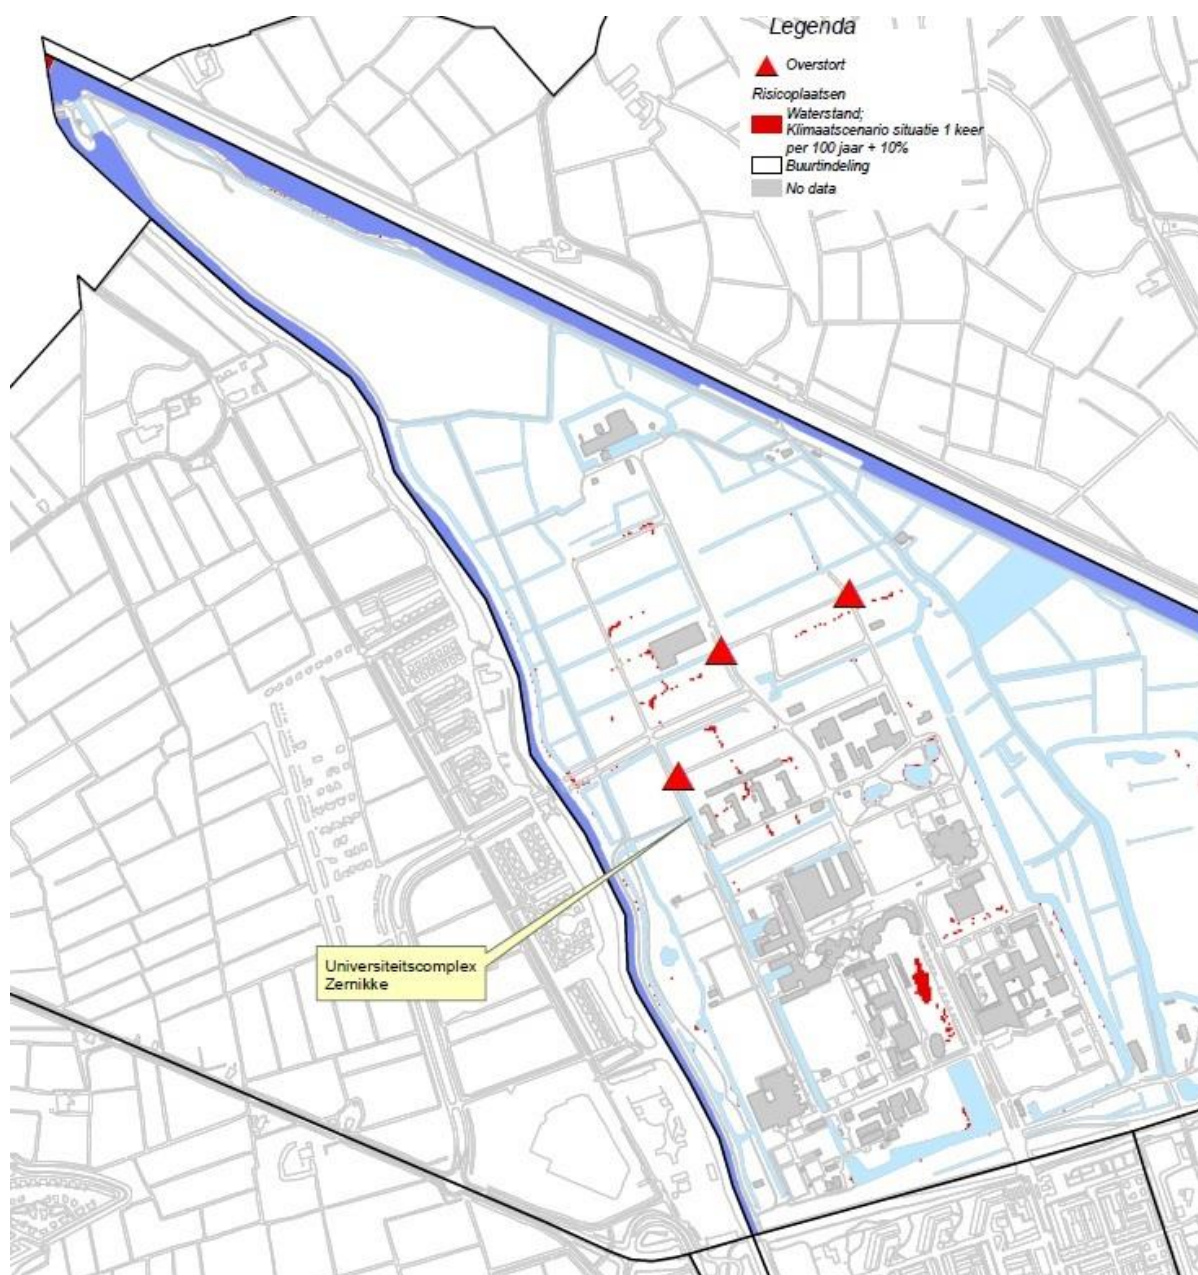 Legenda
Overstort
Risicoplaatsen
Waterstand;
Klimaatscenario situatie 1 keer
per 100 jaar + 10%
Buurtindeling
No data
Universiteitscomplex
Zernikke